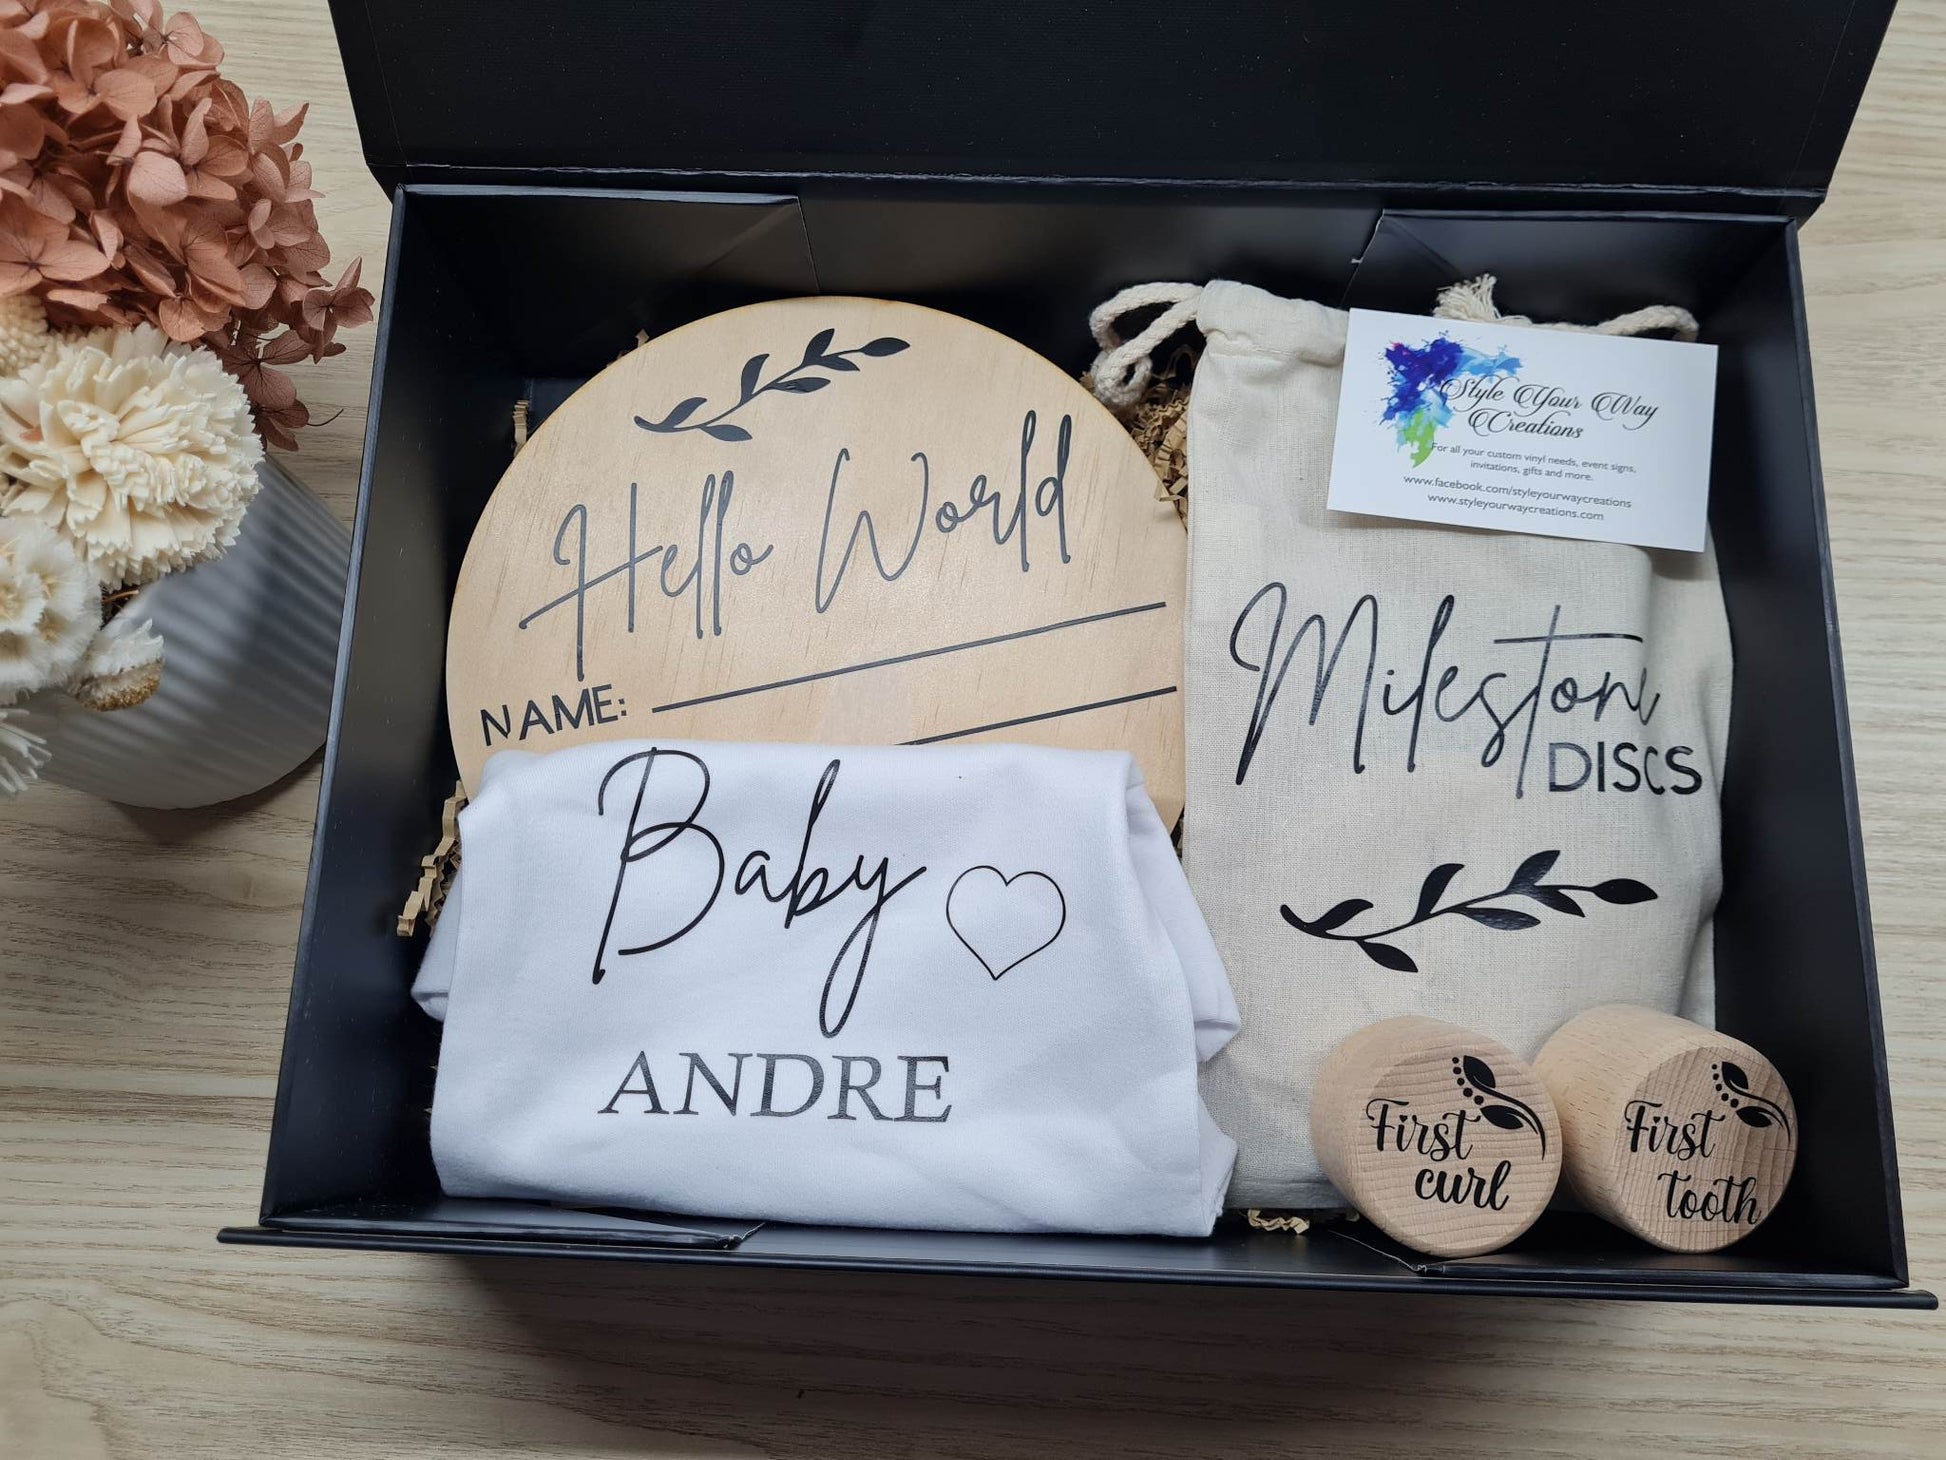 Hello World
NAME:
Style Your Way
Creations
For all your custom vinyl needs, event signs,
invitations, gifts and more.
www.facebook.com/styleyourwaycreations
www.styleyourwaycreations.com
Milestone
DISCS
Baby
ANDRE
First
curl
First
tooth